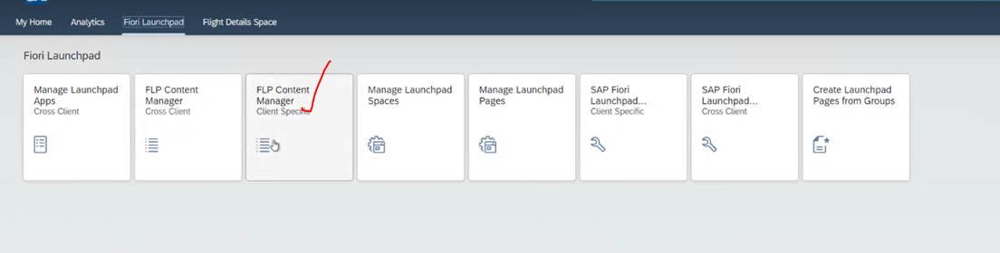 My Home Analytics Fiori Launchpad Flight Details Space
Fiori Launchpad
Manage Launchpad
Apps
Cross Client
FLP Content
Manager
Cross Client
FLP Content
Manager
Client Specific
Manage Launchpad
Spaces
Manage Launchpad
Pages
SAP Fiori
Launchpad...
Client Specific
SAP Fiori
Launchpad...
Cross Client
Create Launchpad
Pages from Groups